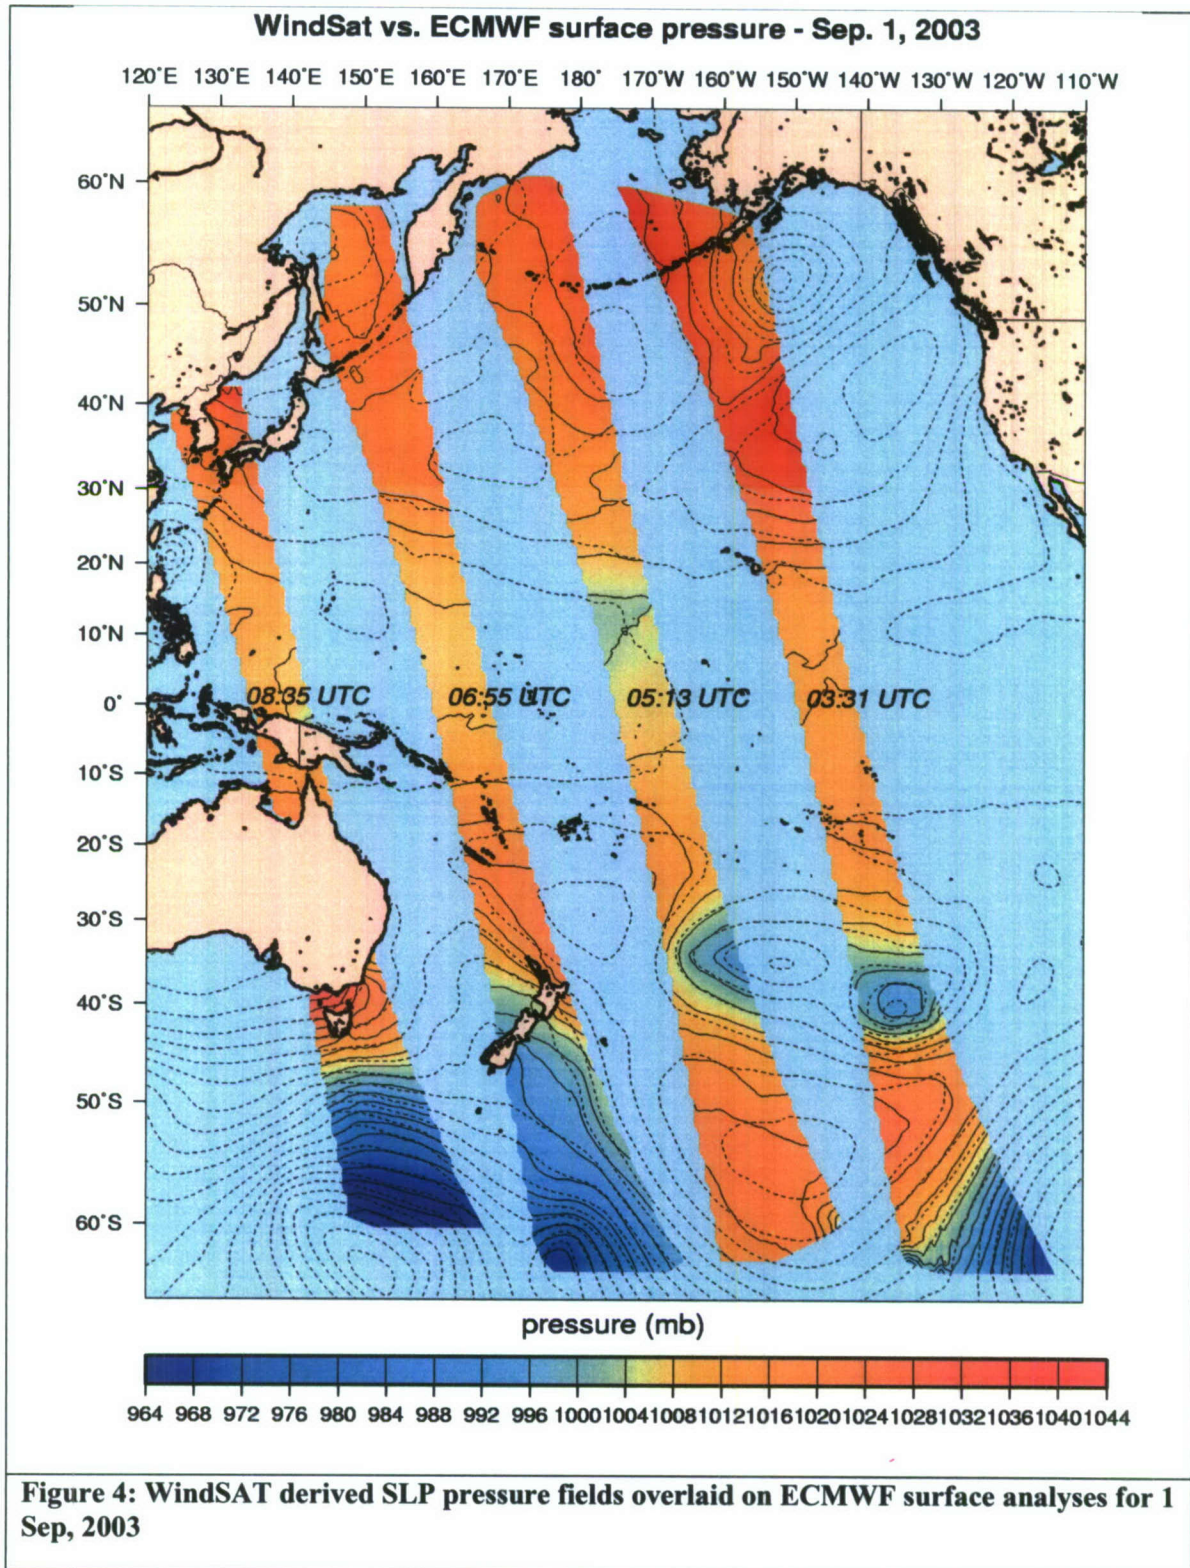 WindSat vs. ECMWF surface pressure - Sep. 1, 2003
120°E 130°E 140°E 150°E 160°E 170°E 180° 170°W 160°W 150°W 140°W 130°W 120°W 110°W
60°N
50°N
40°N
30°N
20°N
10°N
0°
08:35 UTC 06:55 UTC 05:13 UTC 03:31 UTC
10°S
20°S
30°S
40°S
50°S
60°S
pressure (mb)
964 968 972 976 980 984 988 992 996 1000 1004 1008 1012 1016 1020 1024 1028 1032 1036 1040 1044
Figure 4: WindSAT derived SLP pressure fields overlaid on ECMWF surface analyses for 1
Sep, 2003